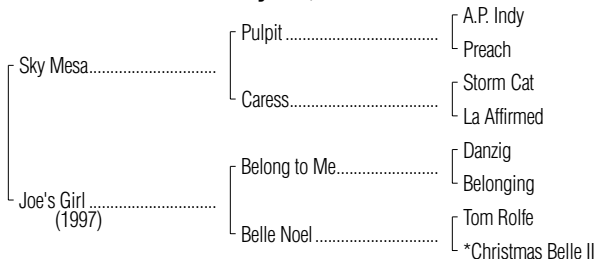 A.P. Indy
Pulpit
Preach
Sky Mesa
Storm Cat
Caress
La Affirmed
Danzig
Belong to Me
Belonging
Joe's Girl
(1997)
Tom Rolfe
Belle Noel
*Christmas Belle II